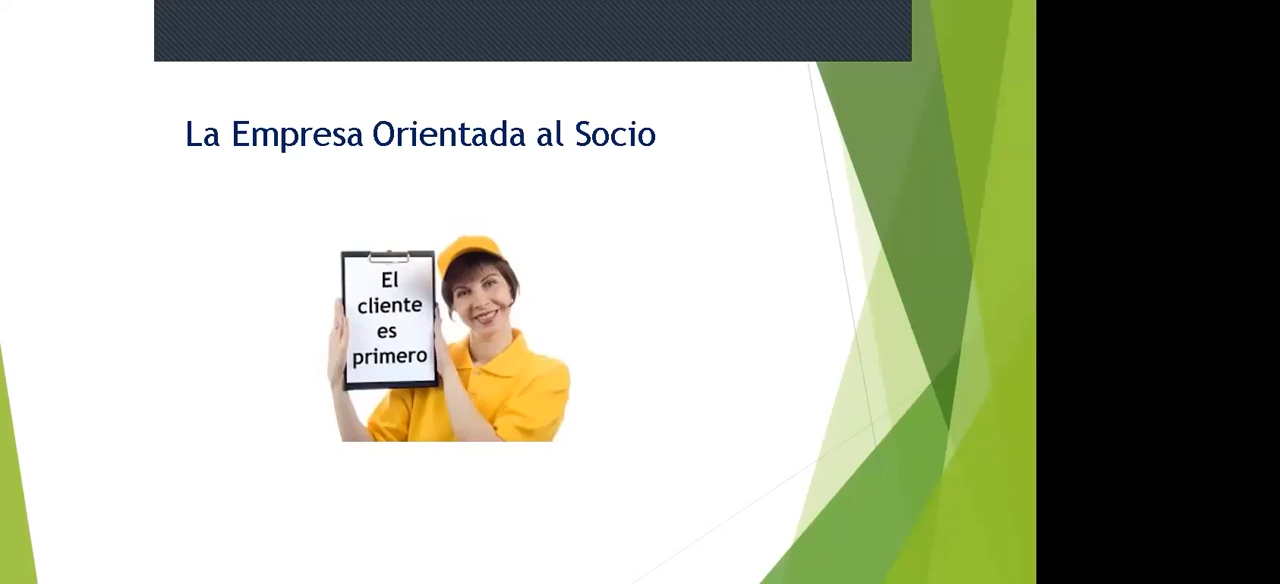 La Empresa Orientada al Socio
El
cliente
es
primero